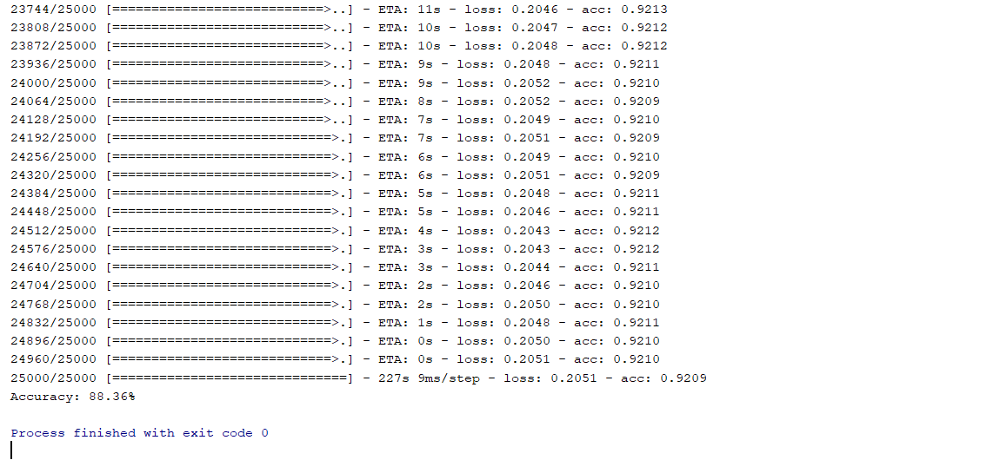 23744/25000 [===========================>..] - ETA: 11s - loss: 0.2046 - acc: 0.9213
23808/25000 [===========================>..] - ETA: 10s - loss: 0.2047 - acc: 0.9212
23872/25000 [===========================>..] - ETA: 10s - loss: 0.2048 - acc: 0.9212
23936/25000 [===========================>..] - ETA: 9s - loss: 0.2048 - acc: 0.9211
24000/25000 [===========================>..] - ETA: 9s - loss: 0.2052 - acc: 0.9210
24064/25000 [===========================>..] - ETA: 8s - loss: 0.2052 - acc: 0.9209
24128/25000 [===========================>..] - ETA: 7s - loss: 0.2049 - acc: 0.9210
24192/25000 [============================>.] - ETA: 7s - loss: 0.2051 - acc: 0.9209
24256/25000 [============================>.] - ETA: 6s - loss: 0.2049 - acc: 0.9210
24320/25000 [============================>.] - ETA: 6s - loss: 0.2051 - acc: 0.9209
24384/25000 [============================>.] - ETA: 5s - loss: 0.2048 - acc: 0.9211
24448/25000 [============================>.] - ETA: 5s - loss: 0.2046 - acc: 0.9211
24512/25000 [============================>.] - ETA: 4s - loss: 0.2043 - acc: 0.9212
24576/25000 [============================>.] - ETA: 3s - loss: 0.2043 - acc: 0.9212
24640/25000 [============================>.] - ETA: 3s - loss: 0.2044 - acc: 0.9211
24704/25000 [============================>.] - ETA: 2s - loss: 0.2046 - acc: 0.9210
24768/25000 [============================>.] - ETA: 2s - loss: 0.2050 - acc: 0.9210
24832/25000 [============================>.] - ETA: 1s - loss: 0.2048 - acc: 0.9211
24896/25000 [============================>.] - ETA: 0s - loss: 0.2050 - acc: 0.9210
24960/25000 [============================>.] - ETA: 0s - loss: 0.2051 - acc: 0.9210
25000/25000 [==============================] - 227s 9ms/step - loss: 0.2051 - acc: 0.9209
Accuracy: 88.36%
Process finished with exit code 0